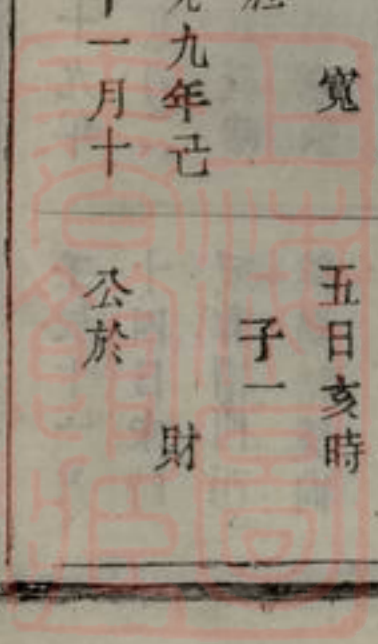 寬
九年己
一月十
五日亥時
子一
財
公於